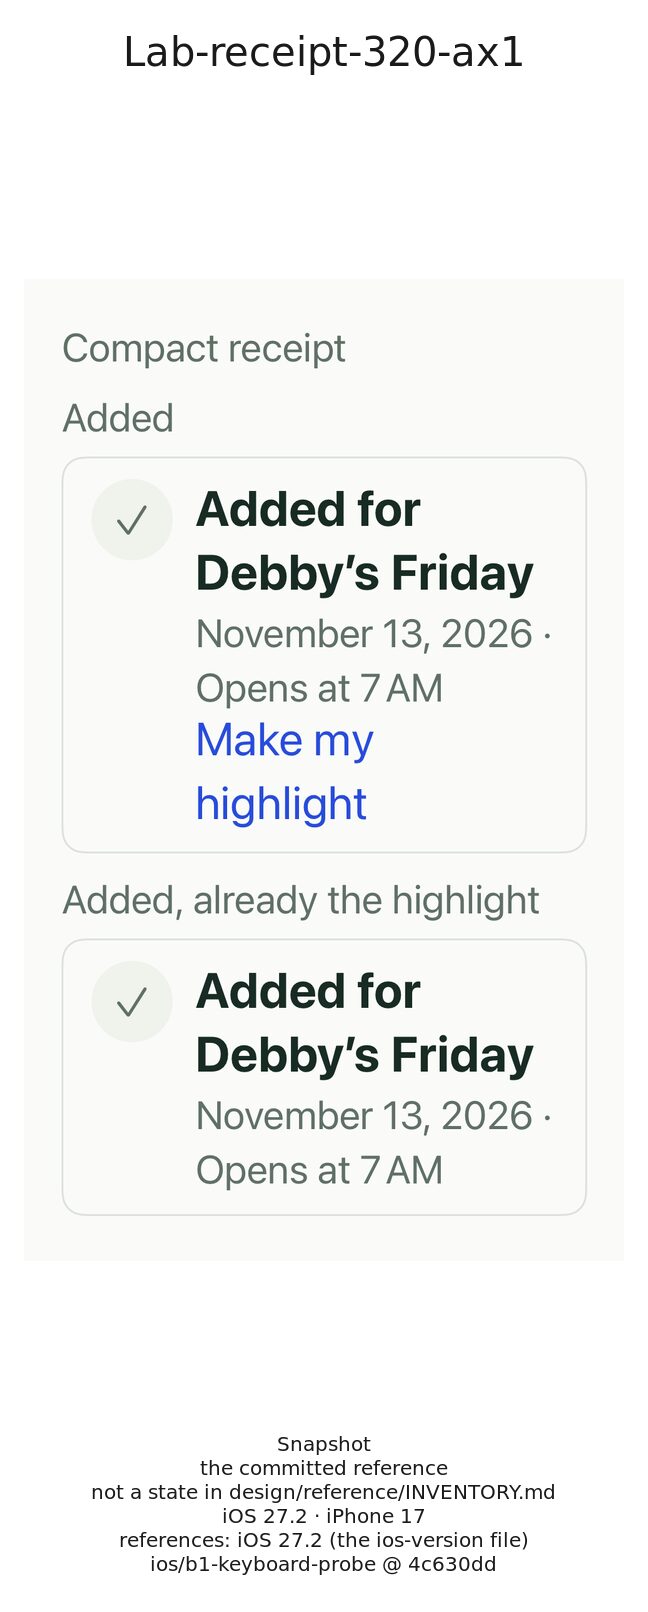 Lab-receipt-320-ax1
Compact receipt
Added
Added for
Debby’s Friday
November 13, 2026 ·
Opens at 7 AM
Make my
highlight
Added, already the highlight
Added for
Debby’s Friday
November 13, 2026 ·
Opens at 7 AM
Snapshot
the committed reference
not a state in design/reference/INVENTORY.md
iOS 27.2 · iPhone 17
references: iOS 27.2 (the ios-version file)
ios/b1-keyboard-probe @ 4c630dd